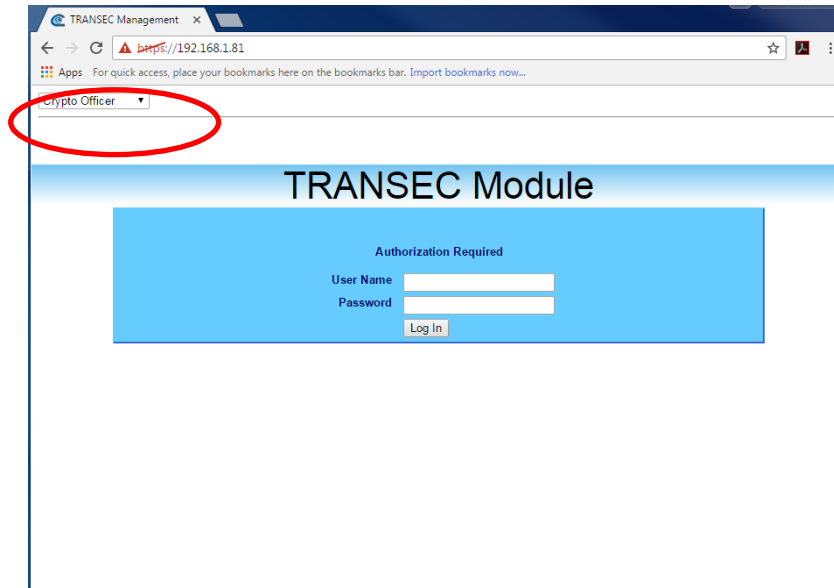 TRANSEC Management
https://192.168.1.81
Apps For quick access, place your bookmarks here on the bookmarks bar. Import bookmarks now...
Crypto Officer
TRANSEC Module
Authorization Required
User Name
Password
Log In